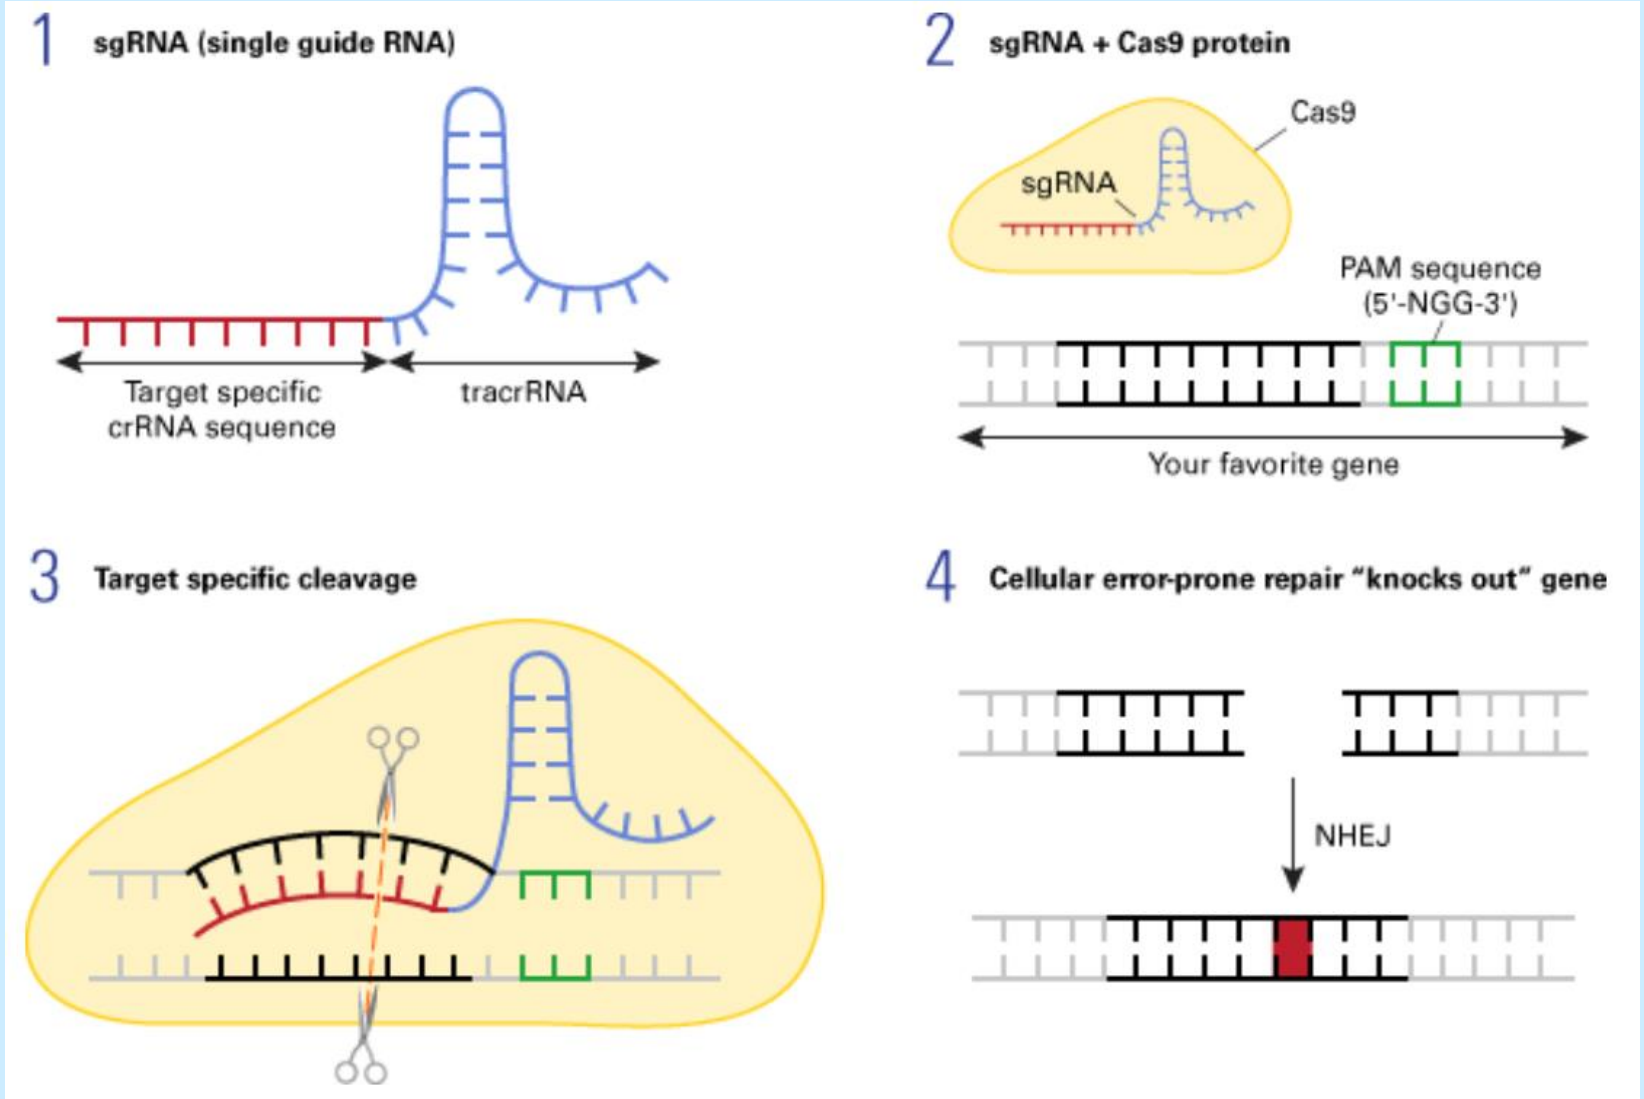 1 sgRNA (single guide RNA)
Target specific
crRNA sequence
tracrRNA
2 sgRNA + Cas9 protein
Cas9
sgRNA
PAM sequence
(5'-NGG-3')
Your favorite gene
3 Target specific cleavage
4 Cellular error-prone repair “knocks out” gene
NHEJ